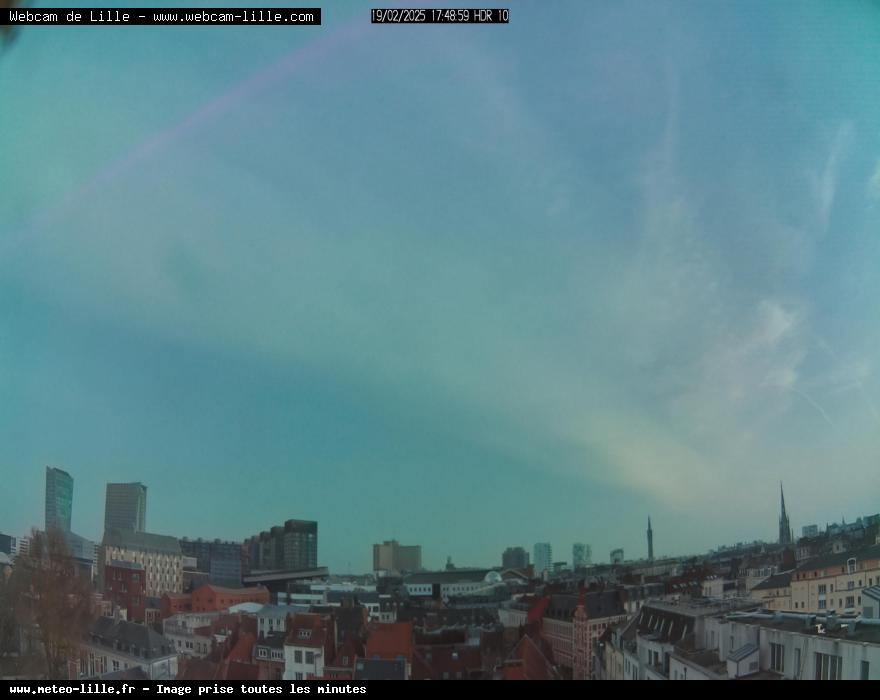 Webcam de Lille - www.webcam-lille.com
19/02/2025 17:48:59 HDR 10
www.meteo-lille.fr - Image prise toutes les minutes